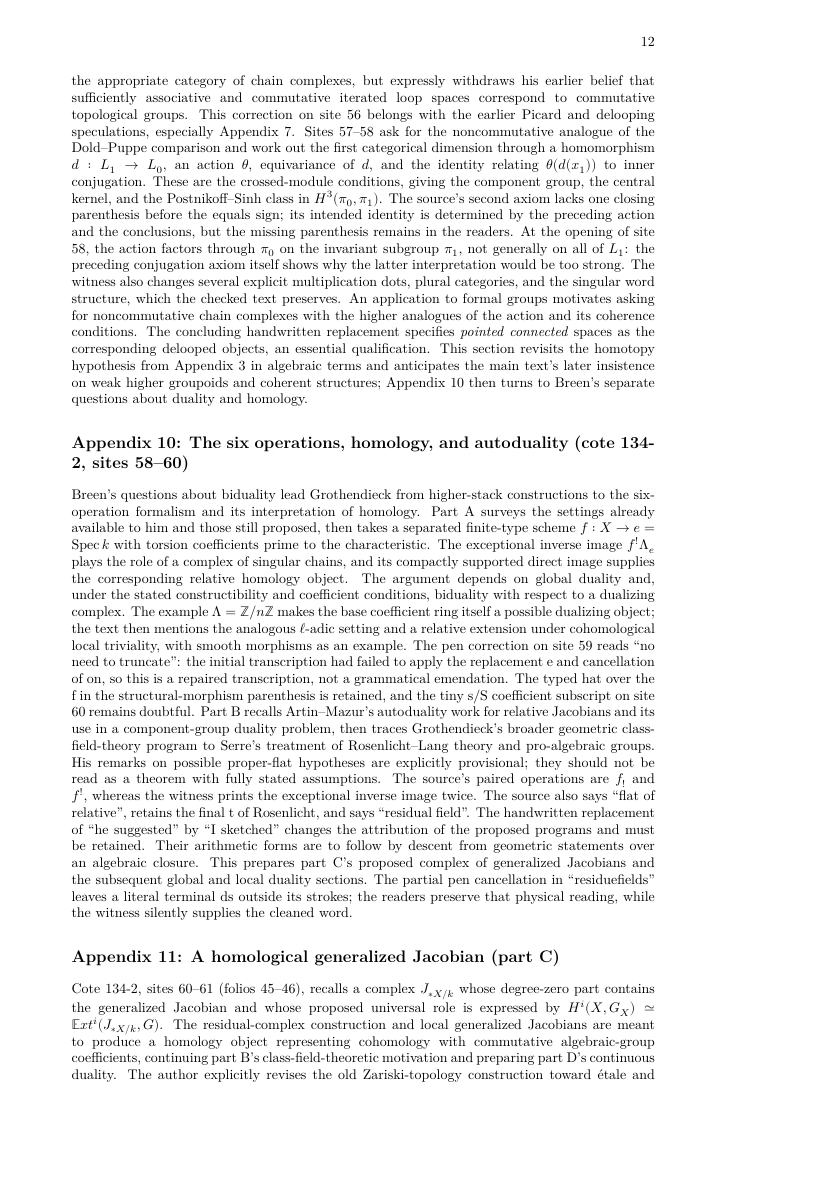 12
the appropriate category of chain complexes, but expressly withdraws his earlier belief that
sufficiently associative and commutative iterated loop spaces correspond to commutative
topological groups. This correction on site 56 belongs with the earlier Picard and delooping
speculations, especially Appendix 7. Sites 57–58 ask for the noncommutative analogue of the
Dold–Puppe comparison and work out the first categorical dimension through a homomorphism
d : L₁ → L₀, an action θ, equivariance of d, and the identity relating θ(d(x₁)) to inner
conjugation. These are the crossed-module conditions, giving the component group, the central
kernel, and the Postnikoff–Sinh class in H³(π₀, π₁). The source's second axiom lacks one closing
parenthesis before the equals sign; its intended identity is determined by the preceding action
and the conclusions, but the missing parenthesis remains in the readers. At the opening of site
58, the action factors through π₀ on the invariant subgroup π₁, not generally on all of L₁: the
preceding conjugation axiom itself shows why the latter interpretation would be too strong. The
witness also changes several explicit multiplication dots, plural categories, and the singular word
structure, which the checked text preserves. An application to formal groups motivates asking
for noncommutative chain complexes with the higher analogues of the action and its coherence
conditions. The concluding handwritten replacement specifies pointed connected spaces as the
corresponding delooped objects, an essential qualification. This section revisits the homotopy
hypothesis from Appendix 3 in algebraic terms and anticipates the main text's later insistence
on weak higher groupoids and coherent structures; Appendix 10 then turns to Breen's separate
questions about duality and homology.
Appendix 10: The six operations, homology, and autoduality (cote 134-
2, sites 58–60)
Breen's questions about biduality lead Grothendieck from higher-stack constructions to the six-
operation formalism and its interpretation of homology. Part A surveys the settings already
available to him and those still proposed, then takes a separated finite-type scheme f : X → e =
Spec k with torsion coefficients prime to the characteristic. The exceptional inverse image f^!Λ_e
plays the role of a complex of singular chains, and its compactly supported direct image supplies
the corresponding relative homology object. The argument depends on global duality and,
under the stated constructibility and coefficient conditions, biduality with respect to a dualizing
complex. The example Λ = ℤ/nℤ makes the base coefficient ring itself a possible dualizing object;
the text then mentions the analogous ℓ-adic setting and a relative extension under cohomological
local triviality, with smooth morphisms as an example. The pen correction on site 59 reads “no
need to truncate”: the initial transcription had failed to apply the replacement e and cancellation
of on, so this is a repaired transcription, not a grammatical emendation. The typed hat over the
f in the structural-morphism parenthesis is retained, and the tiny s/S coefficient subscript on site
60 remains doubtful. Part B recalls Artin–Mazur's autoduality work for relative Jacobians and its
use in a component-group duality problem, then traces Grothendieck's broader geometric class-
field-theory program to Serre's treatment of Rosenlicht–Lang theory and pro-algebraic groups.
His remarks on possible proper-flat hypotheses are explicitly provisional; they should not be
read as a theorem with fully stated assumptions. The source's paired operations are f_! and
f^!, whereas the witness prints the exceptional inverse image twice. The source also says “flat of
relative”, retains the final t of Rosenlicht, and says “residual field”. The handwritten replacement
of “he suggested” by “I sketched” changes the attribution of the proposed programs and must
be retained. Their arithmetic forms are to follow by descent from geometric statements over
an algebraic closure. This prepares part C's proposed complex of generalized Jacobians and
the subsequent global and local duality sections. The partial pen cancellation in “residuefields”
leaves a literal terminal ds outside its strokes; the readers preserve that physical reading, while
the witness silently supplies the cleaned word.
Appendix 11: A homological generalized Jacobian (part C)
Cote 134-2, sites 60–61 (folios 45–46), recalls a complex J_{*X/k} whose degree-zero part contains
the generalized Jacobian and whose proposed universal role is expressed by Hⁱ(X, G_X) ≃
𝔼xtⁱ(J_{*X/k}, G). The residual-complex construction and local generalized Jacobians are meant
to produce a homology object representing cohomology with commutative algebraic-group
coefficients, continuing part B's class-field-theoretic motivation and preparing part D's continuous
duality. The author explicitly revises the old Zariski-topology construction toward étale and